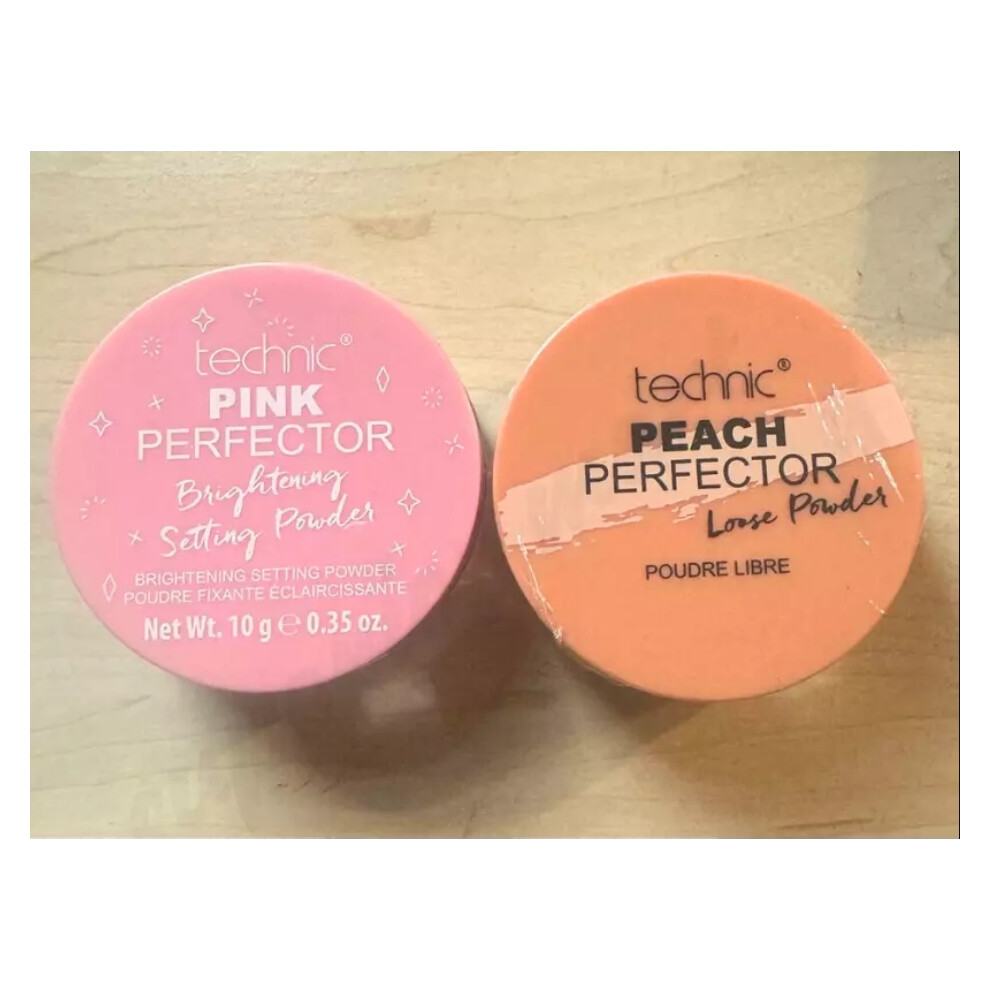 technic®
PINK
PERFECTOR
Brightening
Setting Powder
BRIGHTENING SETTING POWDER
POUDRE FIXANTE ÉCLAIRCISSANTE
Net Wt. 10 g ℮ 0.35 oz.
technic®
PEACH
PERFECTOR
Loose Powder
POUDRE LIBRE